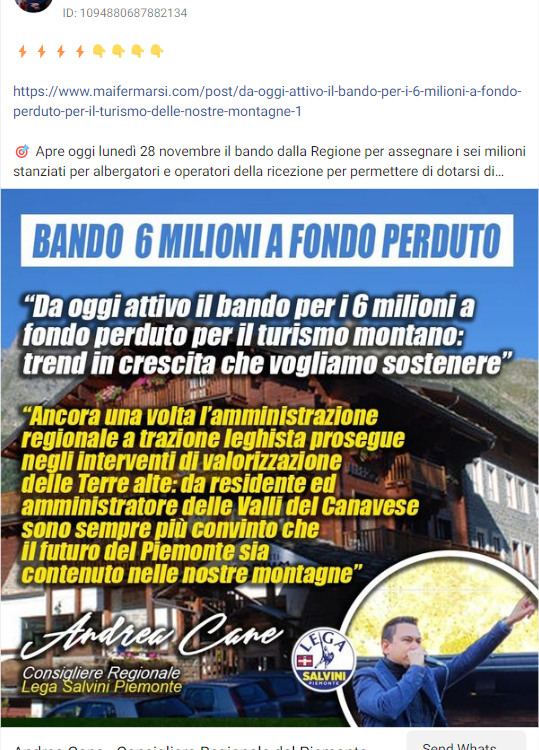 ID: 1094880687882134
https://www.maifermarsi.com/post/da-oggi-attivo-il-bando-per-i-6-milioni-a-fondo-
perduto-per-il-turismo-delle-nostre-montagne-1
🎯 Apre oggi lunedì 28 novembre il bando dalla Regione per assegnare i sei milioni
stanziati per albergatori e operatori della ricezione per permettere di dotarsi di...
BANDO 6 MILIONI A FONDO PERDUTO
“Da oggi attivo il bando per i 6 milioni a
fondo perduto per il turismo montano:
trend in crescita che vogliamo sostenere”
“Ancora una volta l’amministrazione
regionale a trazione leghista prosegue
negli interventi di valorizzazione
delle Terre alte: da residente ed
amministratore delle Valli del Canavese
sono sempre più convinto che
il futuro del Piemonte sia
contenuto nelle nostre montagne”
Andrea Cane
Consigliere Regionale
Lega Salvini Piemonte
LEGA
SALVINI
PIEMONTE
Andrea Cane - Consigliere Regionale del Piemonte
Send Whats...